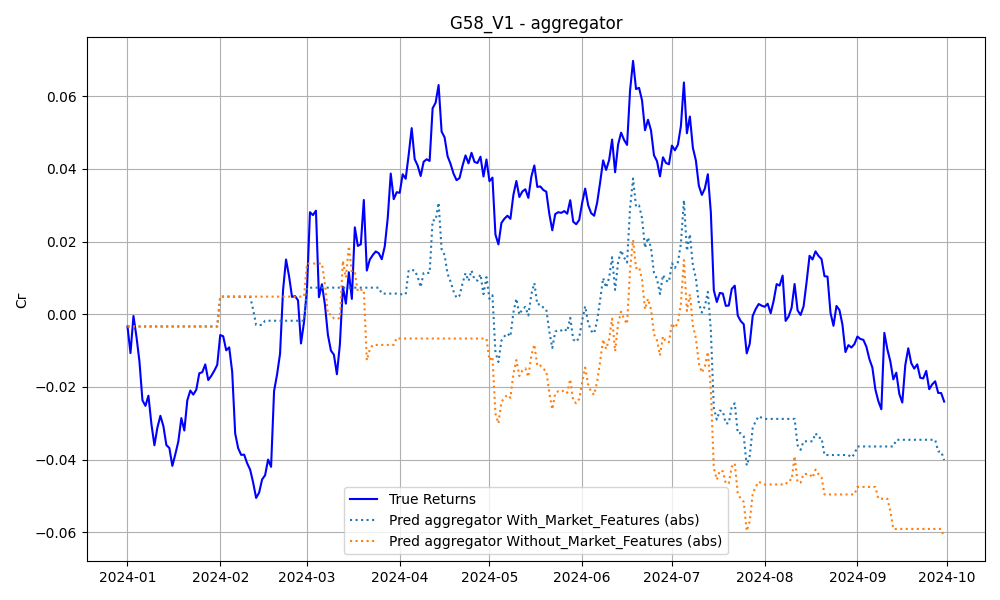 G58_V1 - aggregator
Cr
0.06
0.04
0.02
0.00
−0.02
−0.04
−0.06
True Returns
Pred aggregator With_Market_Features (abs)
Pred aggregator Without_Market_Features (abs)
2024-01 2024-02 2024-03 2024-04 2024-05 2024-06 2024-07 2024-08 2024-09 2024-10